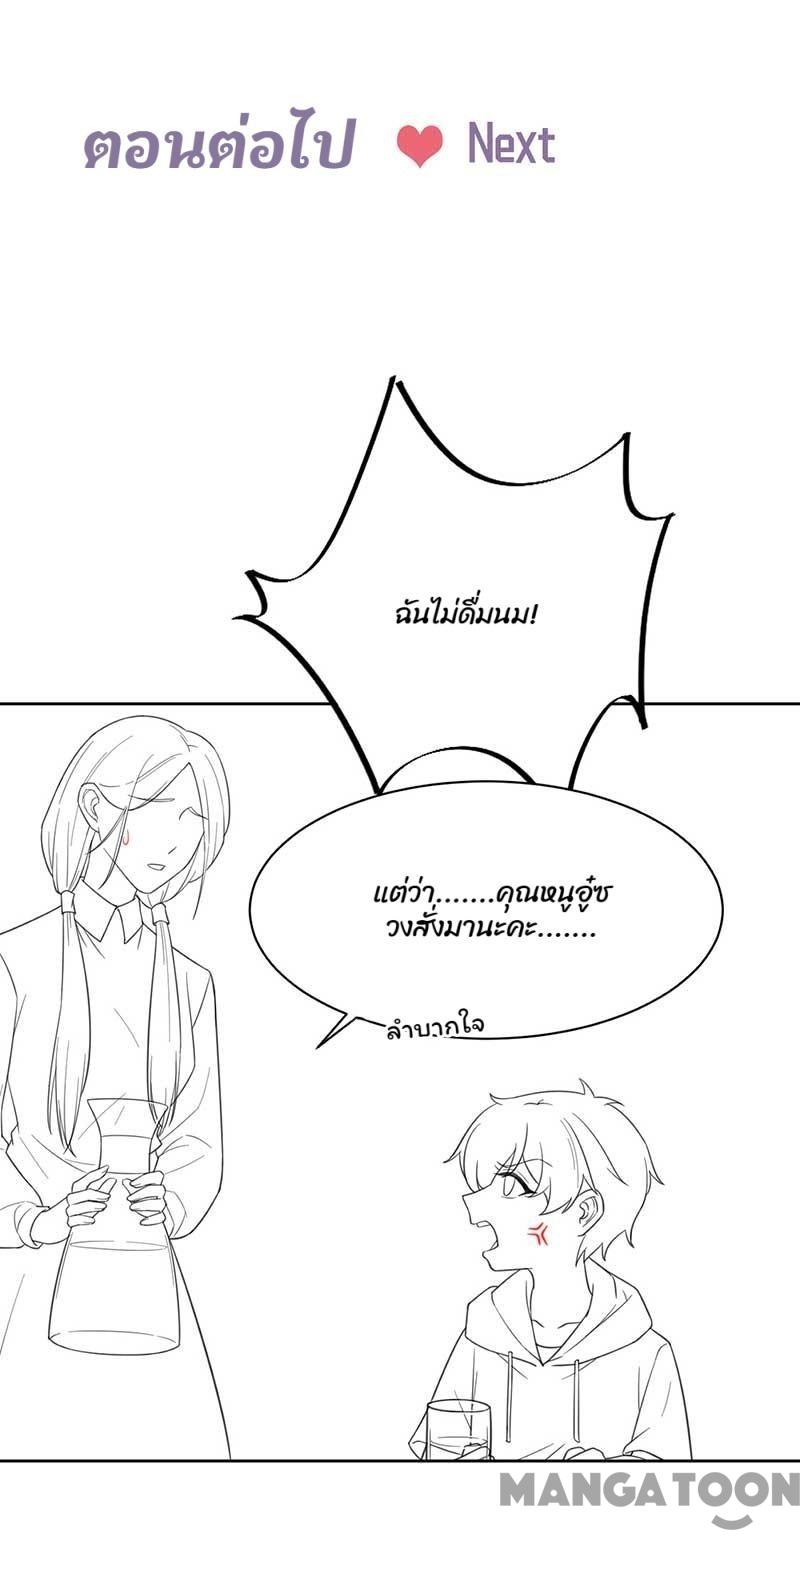 ตอนต่อไป ❤ Next
ฉันไม่ดื่มนม!
แต่ว่า.......คุณหนูอู๋ซ
วงสั่งมานะคะ.......
ลำบากใจ
MANGATOON